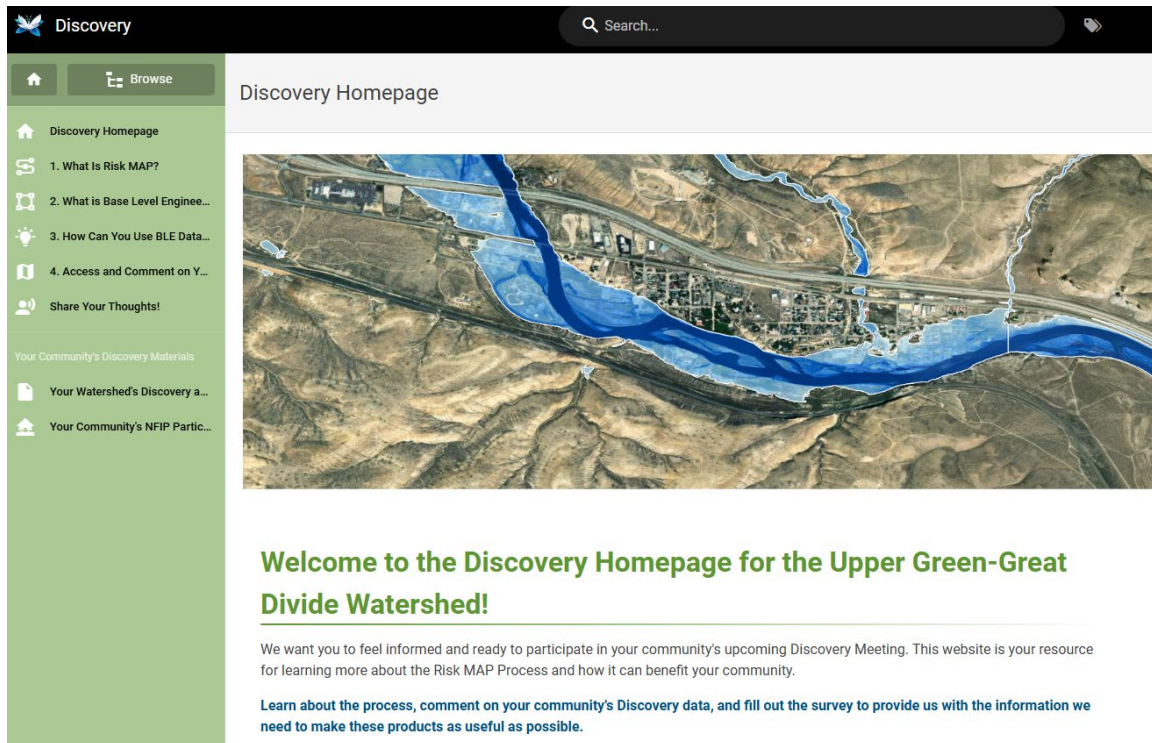 Discovery
Search...
Browse
Discovery Homepage
1. What Is Risk MAP?
2. What is Base Level Enginee...
3. How Can You Use BLE Data...
4. Access and Comment on Y...
Share Your Thoughts!
Your Community's Discovery Materials
Your Watershed's Discovery a...
Your Community's NFIP Partic...
Discovery Homepage
Welcome to the Discovery Homepage for the Upper Green-Great
Divide Watershed!
We want you to feel informed and ready to participate in your community's upcoming Discovery Meeting. This website is your resource
for learning more about the Risk MAP Process and how it can benefit your community.
Learn about the process, comment on your community's Discovery data, and fill out the survey to provide us with the information we
need to make these products as useful as possible.